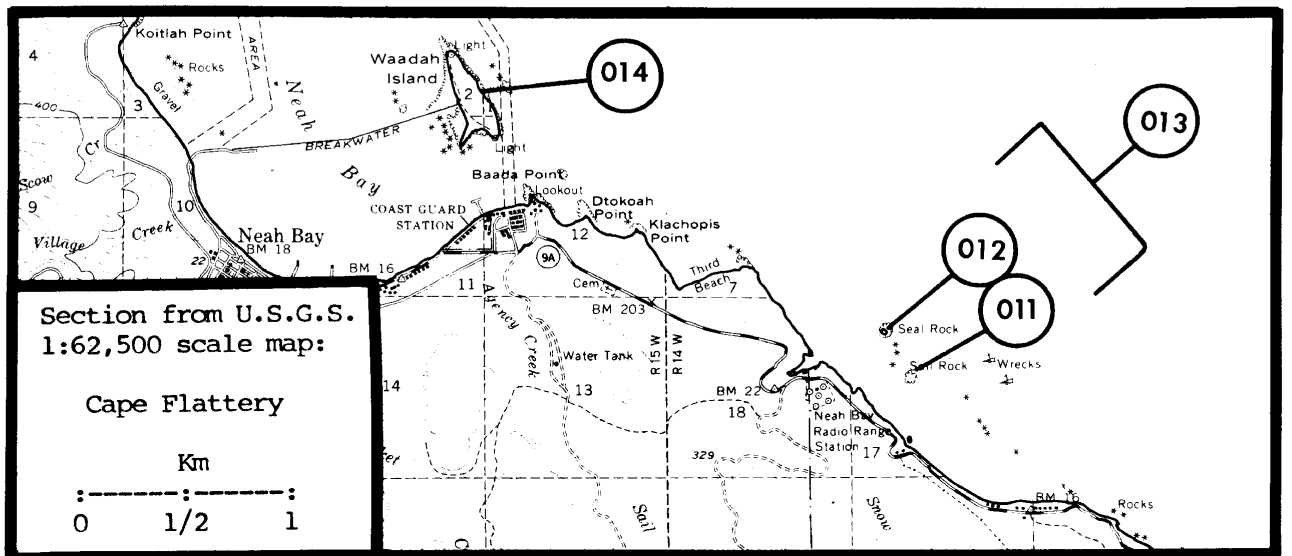 Koitlah Point
4
Rocks
AREA
Gravel
3
400
Cr
Scow
9
Village
Creek
10
Neah Bay
22
BM 18
Neah
Bay
BREAKWATER
Waadah
Island
Light
2
Light
014
013
Baada Point
Lookout
COAST GUARD
STATION
Dtokoah
Point
12
Klachopis
Point
9A
BM 16
11
Third
Beach
7
Cem
BM 203
Agency Creek
Water Tank
R15W
R14W
012
011
Seal Rock
Sail Rock
Wrecks
14
13
BM 22
18
Neah Bay
Radio Range
Station
17
329
Sail
Snow
BM 16
Rocks
C
Section from U.S.G.S.
1:62,500 scale map:
Cape Flattery
Km
0 1/2 1